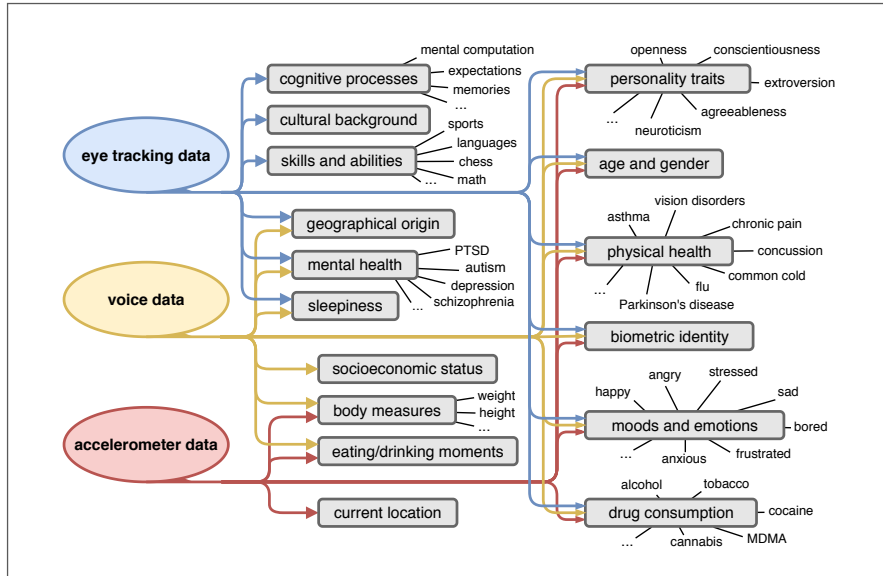 mental computation
cognitive processes
expectations
memories
...
cultural background
sports
skills and abilities
languages
chess
math
...
eye tracking data
geographical origin
mental health
PTSD
autism
depression
schizophrenia
...
sleepiness
voice data
socioeconomic status
body measures
weight
height
...
eating/drinking moments
accelerometer data
current location
openness
conscientiousness
personality traits
extroversion
agreeableness
neuroticism
...
age and gender
vision disorders
asthma
chronic pain
physical health
concussion
common cold
flu
Parkinson's disease
...
biometric identity
stressed
angry
happy
sad
moods and emotions
bored
frustrated
anxious
...
alcohol
tobacco
drug consumption
cocaine
MDMA
cannabis
...